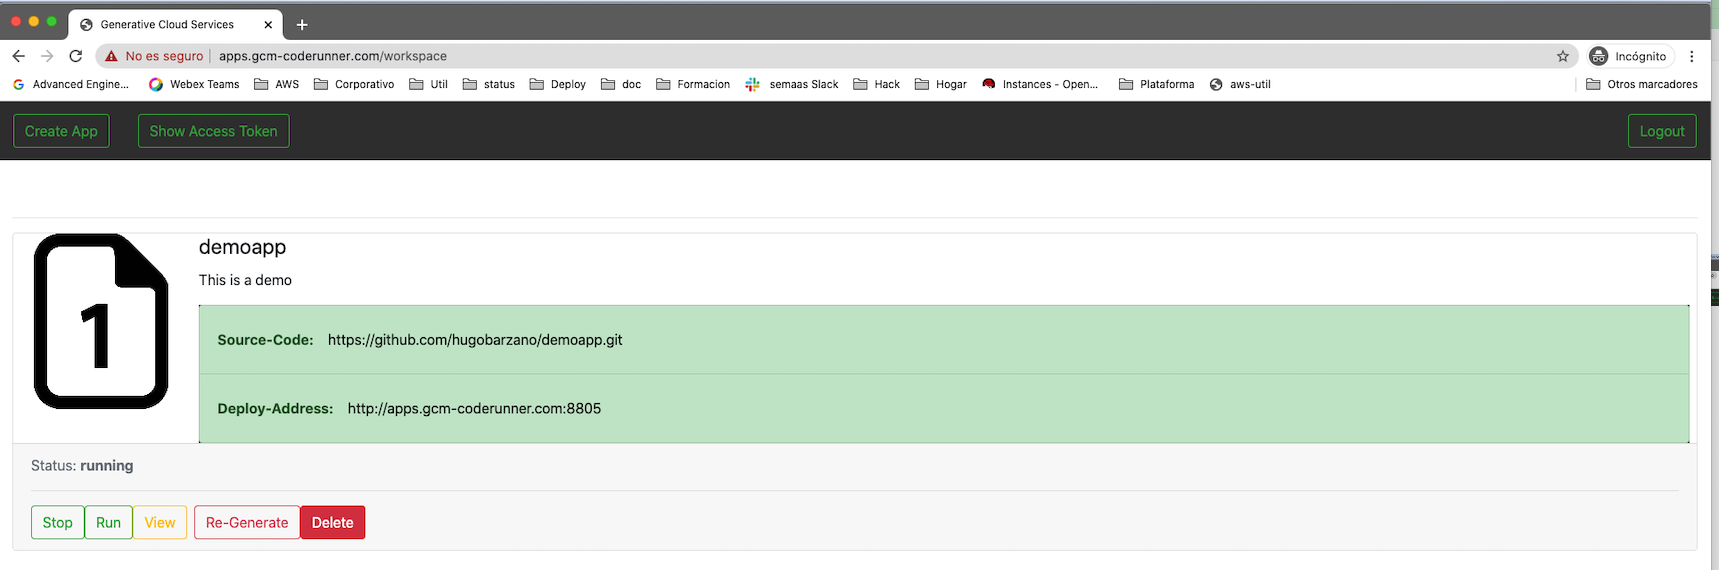 Generative Cloud Services
No es seguro apps.gcm-coderunner.com/workspace Incógnito
Advanced Engine... Webex Teams AWS Corporativo Util status Deploy doc Formacion semaas Slack Hack Hogar Instances - Open... Plataforma aws-util Otros marcadores
Create App Show Access Token Logout
demoapp
This is a demo
1
Source-Code: https://github.com/hugobarzano/demoapp.git
Deploy-Address: http://apps.gcm-coderunner.com:8805
Status: running
Stop Run View Re-Generate Delete